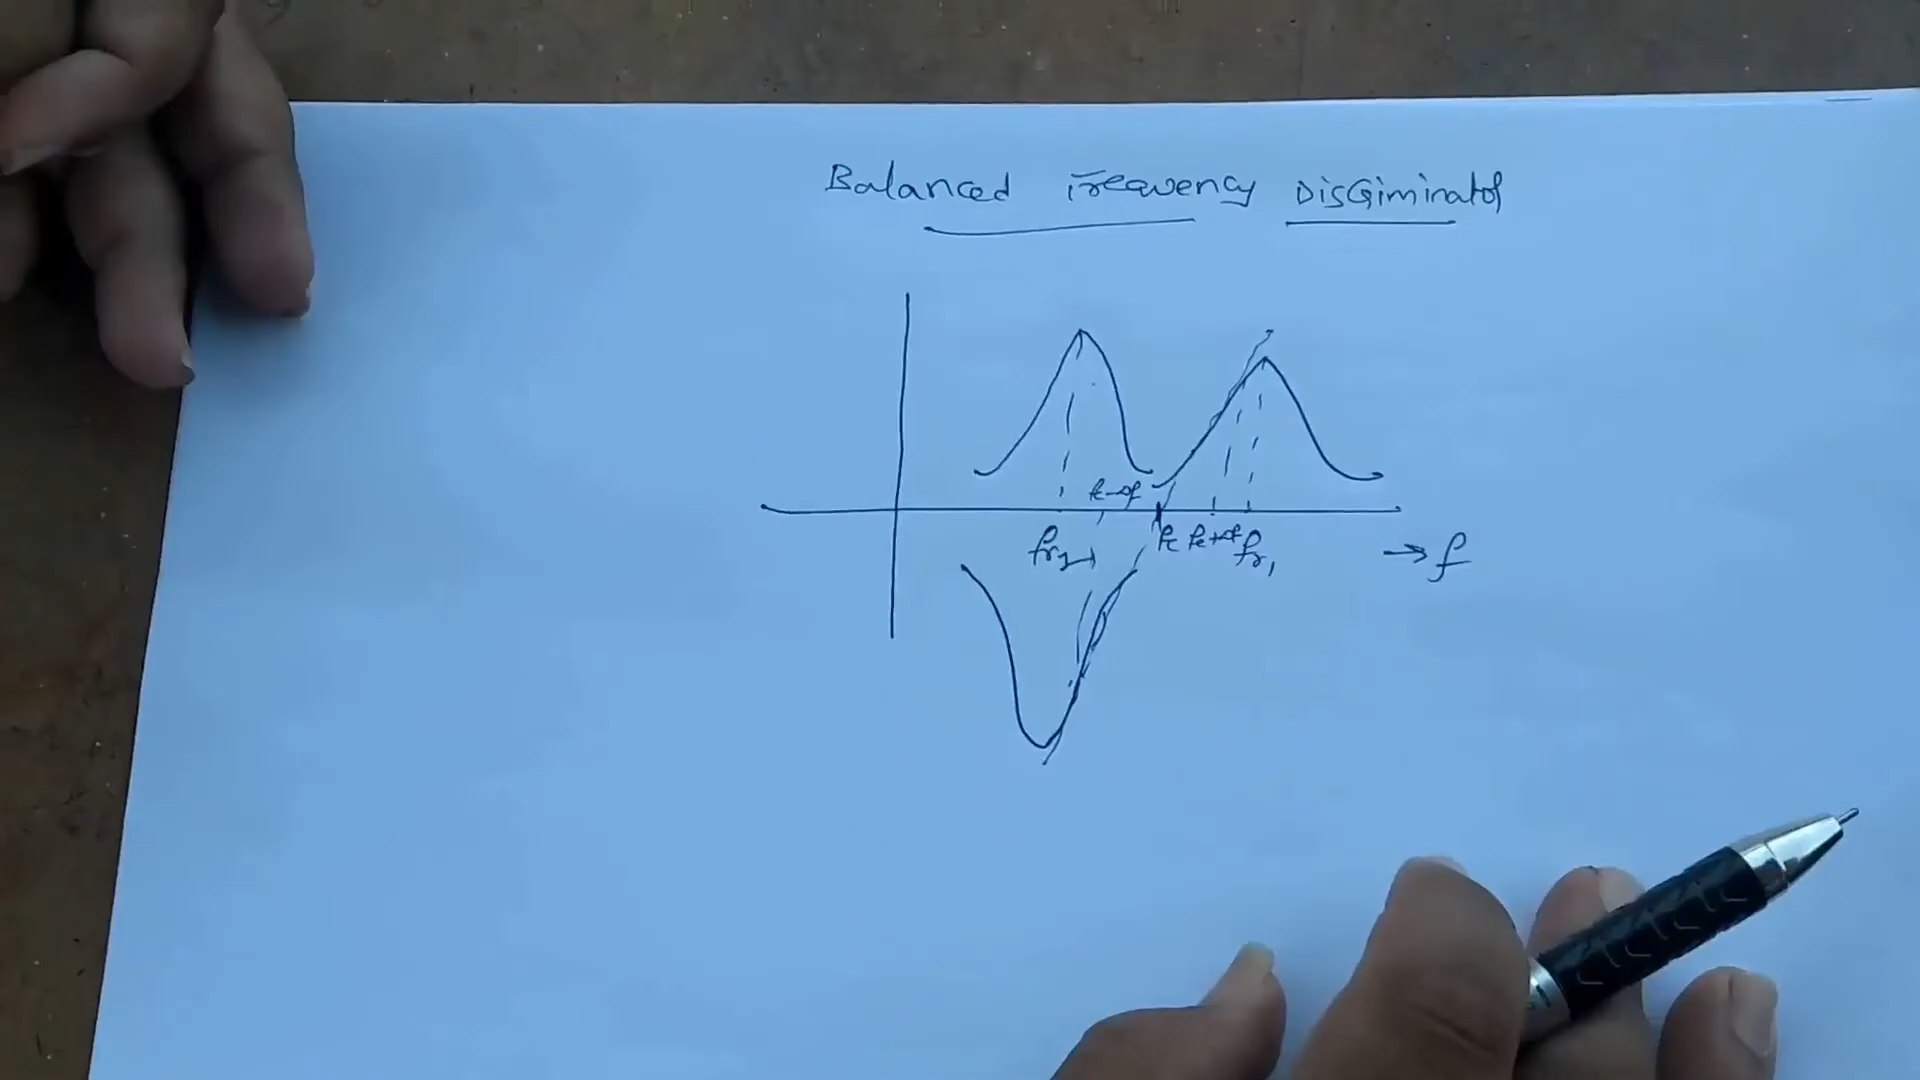 Balanced Frequency Discriminator
fc-Δf
fr2 fc fc+Δf fr1 → f